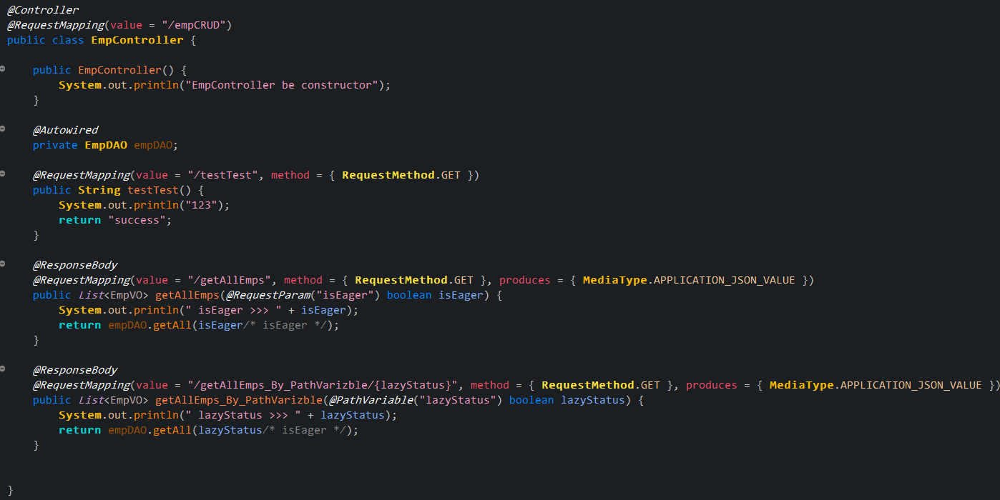 @Controller
@RequestMapping(value = "/empCRUD")
public class EmpController {
public EmpController() {
System.out.println("EmpController be constructor");
}
@Autowired
private EmpDAO empDAO;
@RequestMapping(value = "/testTest", method = { RequestMethod.GET })
public String testTest() {
System.out.println("123");
return "success";
}
@ResponseBody
@RequestMapping(value = "/getAllEmps", method = { RequestMethod.GET }, produces = { MediaType.APPLICATION_JSON_VALUE })
public List<EmpVO> getAllEmps(@RequestParam("isEager") boolean isEager) {
System.out.println(" isEager >>> " + isEager);
return empDAO.getAll(isEager/* isEager */);
}
@ResponseBody
@RequestMapping(value = "/getAllEmps_By_PathVarizble/{lazyStatus}", method = { RequestMethod.GET }, produces = { MediaType.APPLICATION_JSON_VALUE })
public List<EmpVO> getAllEmps_By_PathVarizble(@PathVariable("lazyStatus") boolean lazyStatus) {
System.out.println(" lazyStatus >>> " + lazyStatus);
return empDAO.getAll(lazyStatus/* isEager */);
}
}